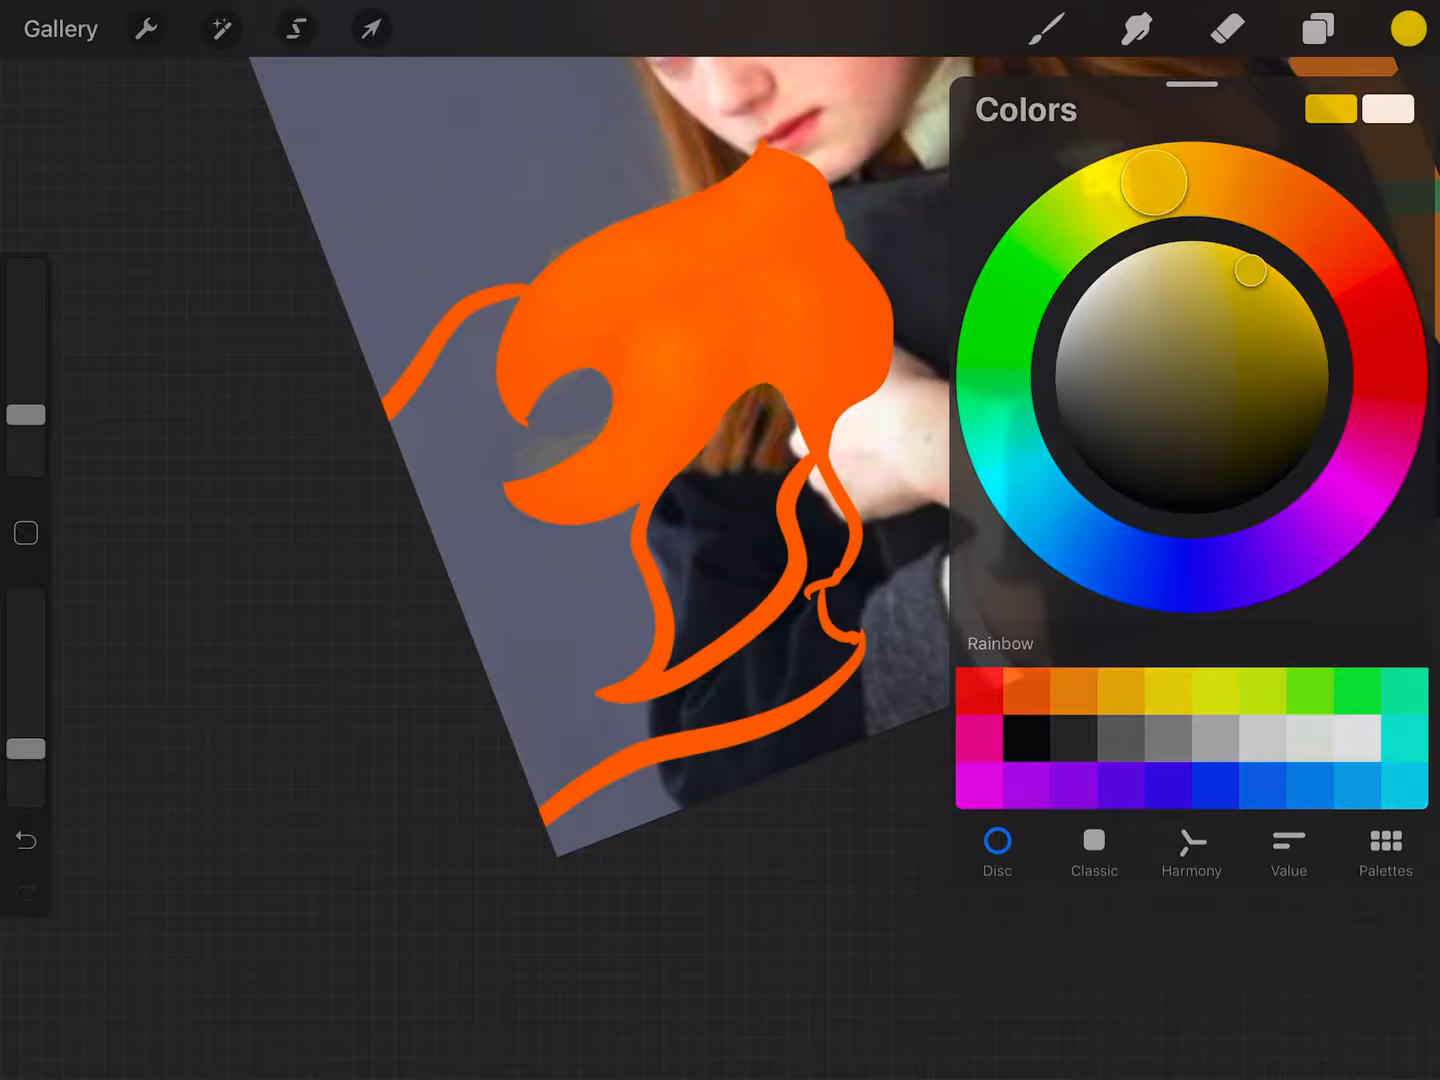 Gallery
Colors
Rainbow
Disc
Classic
Harmony
Value
Palettes